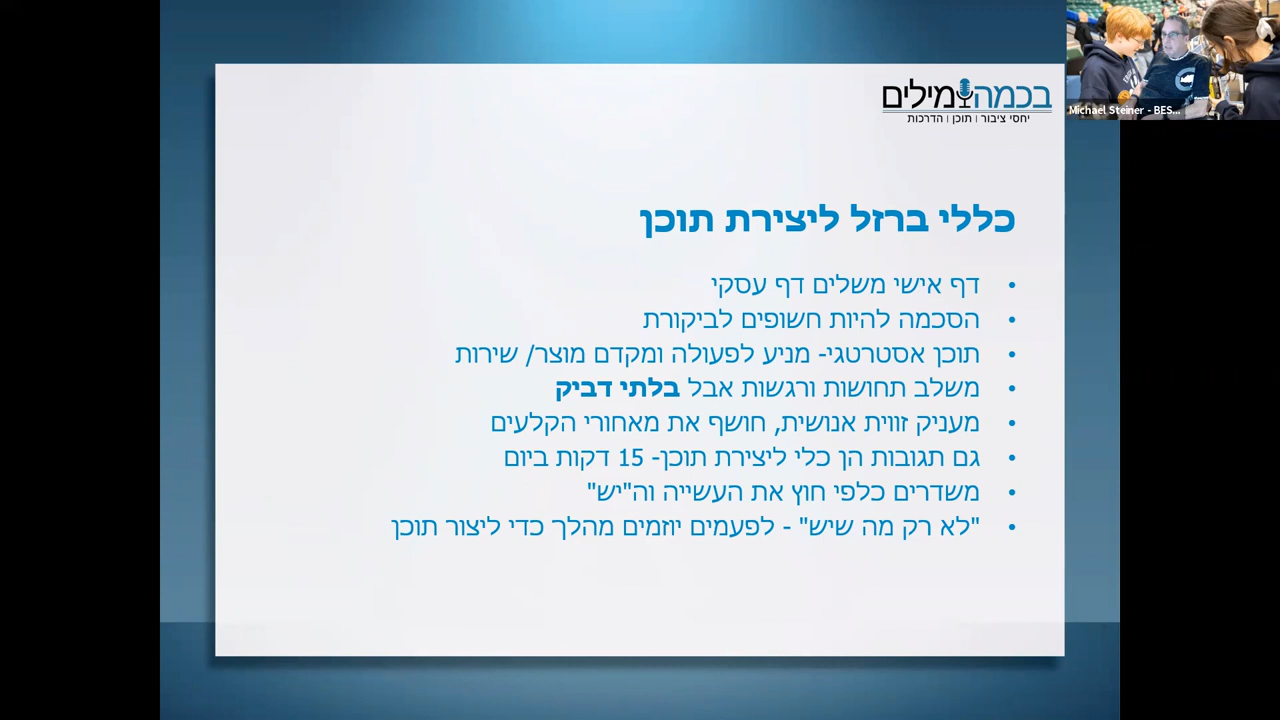 בכמה מילים
יחסי ציבור | תוכן | הדרכות
Michael Steiner - BES...
כללי ברזל ליצירת תוכן
• דף אישי משלים דף עסקי
• הסכמה להיות חשופים לביקורת
• תוכן אסטרטגי- מניע לפעולה ומקדם מוצר/ שירות
• משלב תחושות ורגשות אבל בלתי דביק
• מעניק זווית אנושית, חושף את מאחורי הקלעים
• גם תגובות הן כלי ליצירת תוכן- 15 דקות ביום
• משדרים כלפי חוץ את העשייה וה"יש"
• "לא רק מה שיש" - לפעמים יוזמים מהלך כדי ליצור תוכן